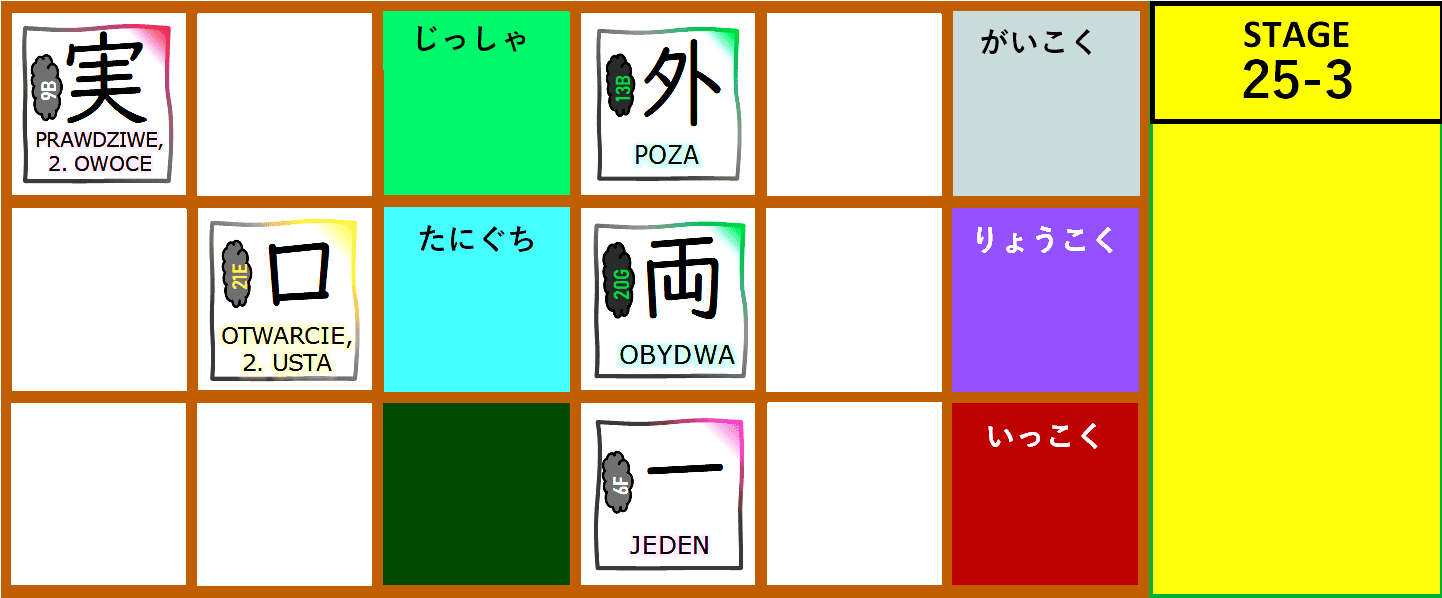 9B
実
PRAWDZIWE,
2. OWOCE
じっしゃ
13B
外
POZA
がいこく
STAGE
25-3
21E
口
OTWARCIE,
2. USTA
たにぐち
20G
両
OBYDWA
りょうこく
6F
一
JEDEN
いっこく